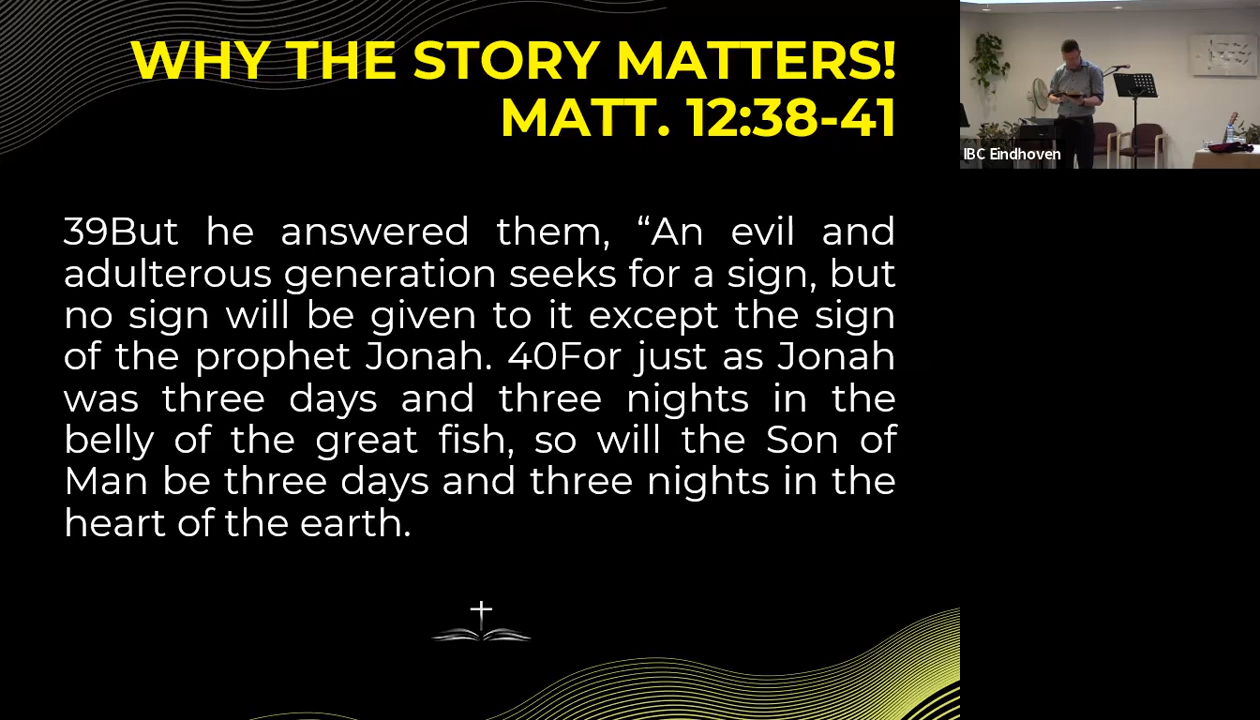 WHY THE STORY MATTERS!
MATT. 12:38-41
39But he answered them, “An evil and
adulterous generation seeks for a sign, but
no sign will be given to it except the sign
of the prophet Jonah. 40For just as Jonah
was three days and three nights in the
belly of the great fish, so will the Son of
Man be three days and three nights in the
heart of the earth.
IBC Eindhoven